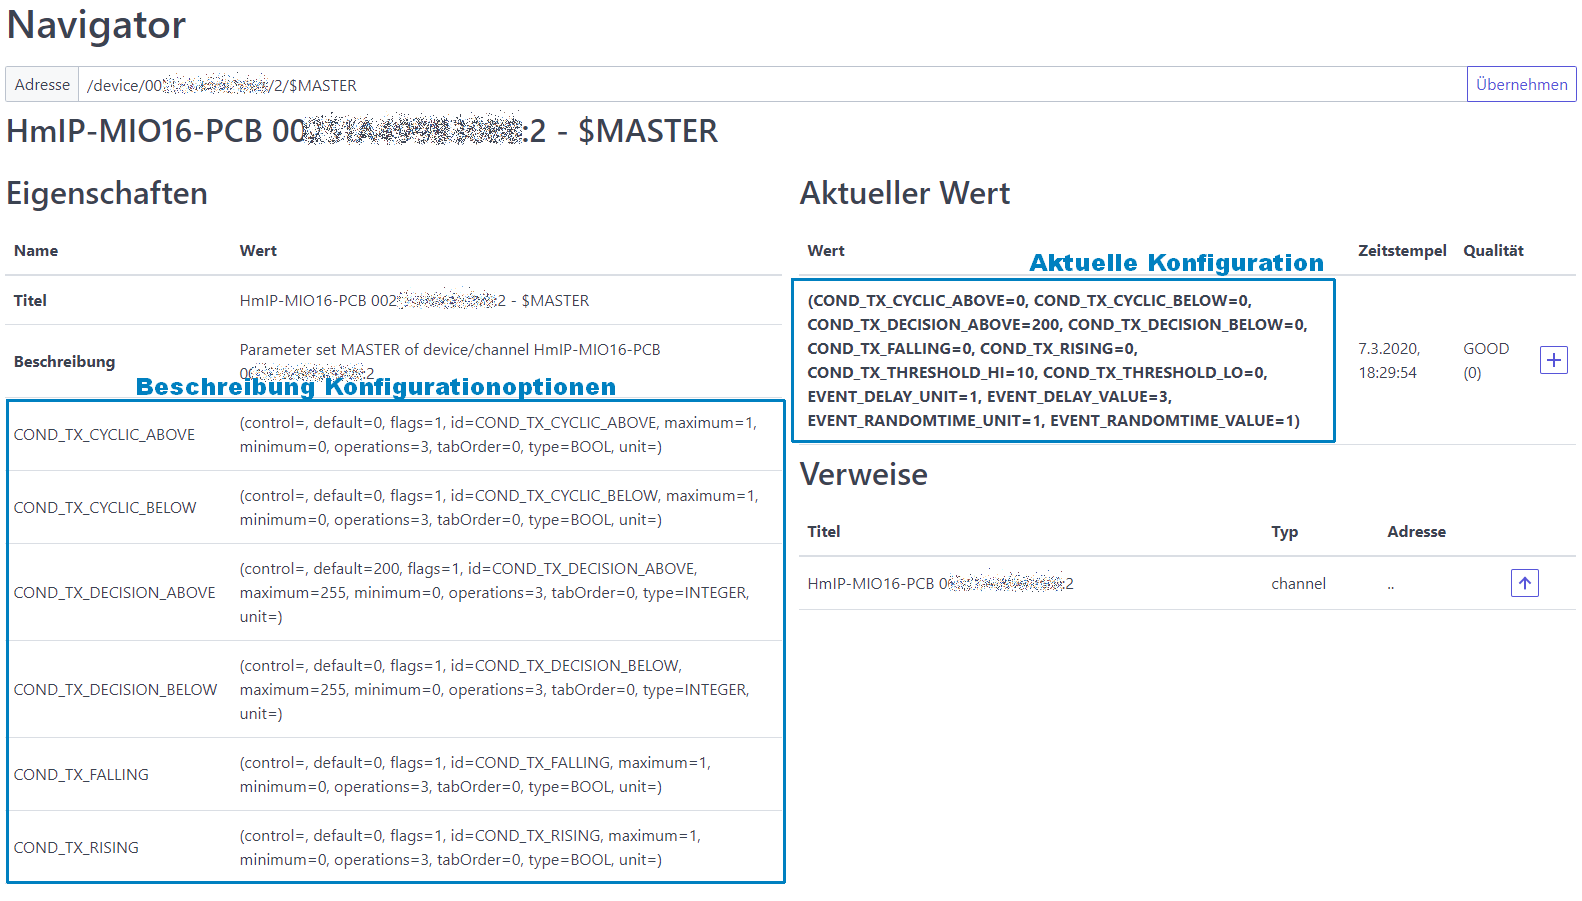 Navigator
Adresse /device/00 /2/$MASTER Übernehmen
HmIP-MIO16-PCB 00 :2 - $MASTER
Eigenschaften
Name Wert
Titel HmIP-MIO16-PCB 002 :2 - $MASTER
Beschreibung Parameter set MASTER of device/channel HmIP-MIO16-PCB
:2
Beschreibung Konfigurationoptionen
COND_TX_CYCLIC_ABOVE (control=, default=0, flags=1, id=COND_TX_CYCLIC_ABOVE, maximum=1,
minimum=0, operations=3, tabOrder=0, type=BOOL, unit=)
COND_TX_CYCLIC_BELOW (control=, default=0, flags=1, id=COND_TX_CYCLIC_BELOW, maximum=1,
minimum=0, operations=3, tabOrder=0, type=BOOL, unit=)
COND_TX_DECISION_ABOVE (control=, default=200, flags=1, id=COND_TX_DECISION_ABOVE,
maximum=255, minimum=0, operations=3, tabOrder=0, type=INTEGER,
unit=)
COND_TX_DECISION_BELOW (control=, default=0, flags=1, id=COND_TX_DECISION_BELOW,
maximum=255, minimum=0, operations=3, tabOrder=0, type=INTEGER,
unit=)
COND_TX_FALLING (control=, default=0, flags=1, id=COND_TX_FALLING, maximum=1,
minimum=0, operations=3, tabOrder=0, type=BOOL, unit=)
COND_TX_RISING (control=, default=0, flags=1, id=COND_TX_RISING, maximum=1,
minimum=0, operations=3, tabOrder=0, type=BOOL, unit=)
Aktueller Wert
Wert Zeitstempel Qualität
Aktuelle Konfiguration
(COND_TX_CYCLIC_ABOVE=0, COND_TX_CYCLIC_BELOW=0,
COND_TX_DECISION_ABOVE=200, COND_TX_DECISION_BELOW=0,
COND_TX_FALLING=0, COND_TX_RISING=0,
COND_TX_THRESHOLD_HI=10, COND_TX_THRESHOLD_LO=0,
EVENT_DELAY_UNIT=1, EVENT_DELAY_VALUE=3,
EVENT_RANDOMTIME_UNIT=1, EVENT_RANDOMTIME_VALUE=1)
7.3.2020, GOOD
18:29:54 (0)
Verweise
Titel Typ Adresse
HmIP-MIO16-PCB 0 :2 channel ..